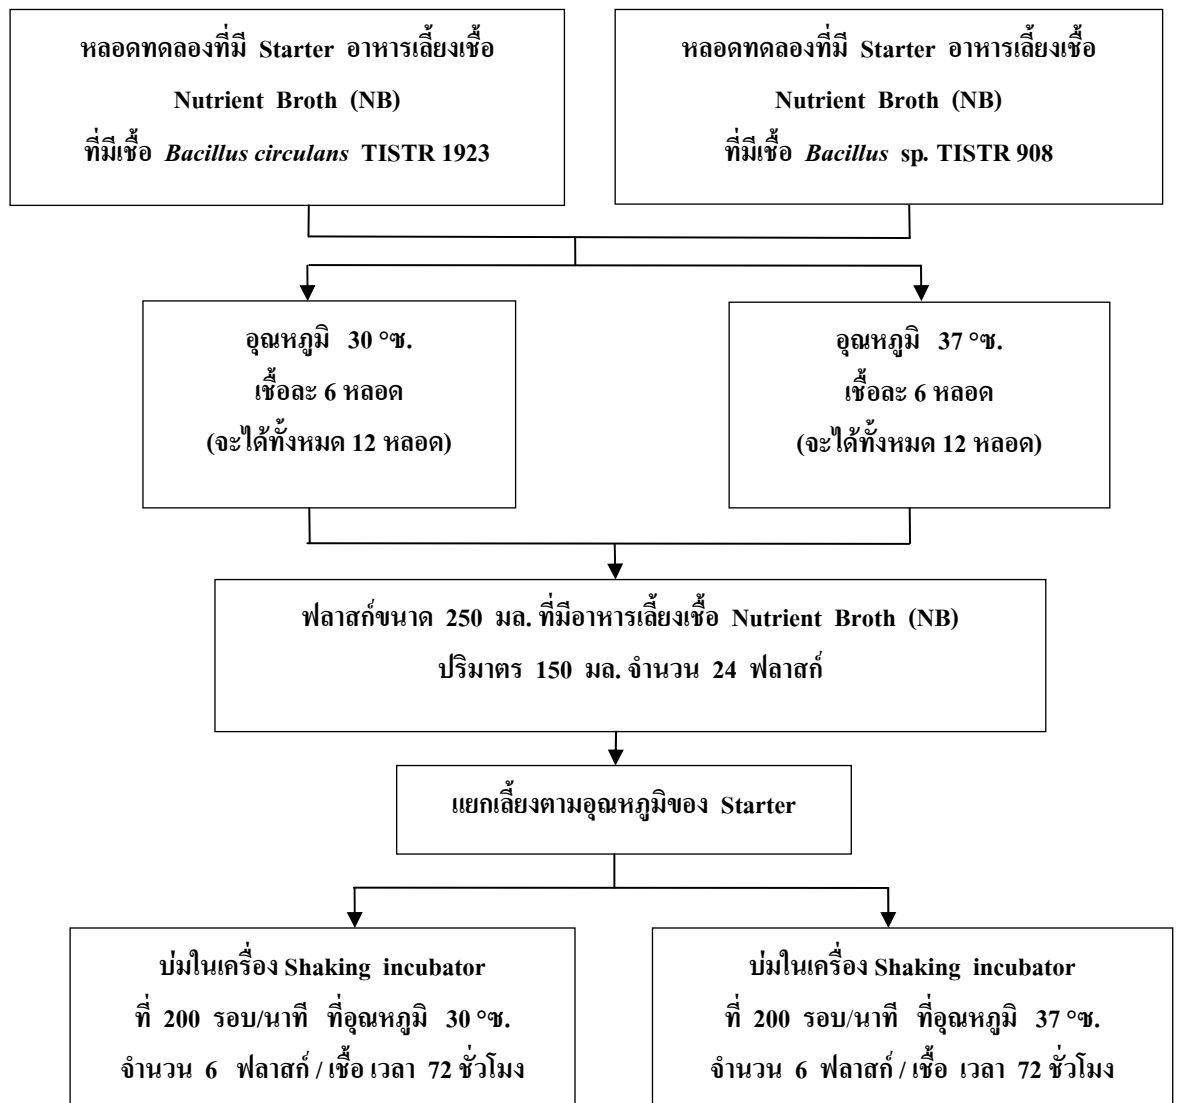 หลอดทดลองที่มี Starter อาหารเลี้ยงเชื้อ
Nutrient Broth (NB)
ที่มีเชื้อ Bacillus circulans TISTR 1923
หลอดทดลองที่มี Starter อาหารเลี้ยงเชื้อ
Nutrient Broth (NB)
ที่มีเชื้อ Bacillus sp. TISTR 908
อุณหภูมิ 30 °ซ.
เชื้อละ 6 หลอด
(จะได้ทั้งหมด 12 หลอด)
อุณหภูมิ 37 °ซ.
เชื้อละ 6 หลอด
(จะได้ทั้งหมด 12 หลอด)
ฟลาสก์ขนาด 250 มล. ที่มีอาหารเลี้ยงเชื้อ Nutrient Broth (NB)
ปริมาตร 150 มล. จำนวน 24 ฟลาสก์
แยกเลี้ยงตามอุณหภูมิของ Starter
บ่มในเครื่อง Shaking incubator
ที่ 200 รอบ/นาที ที่อุณหภูมิ 30 °ซ.
จำนวน 6 ฟลาสก์ / เชื้อ เวลา 72 ชั่วโมง
บ่มในเครื่อง Shaking incubator
ที่ 200 รอบ/นาที ที่อุณหภูมิ 37 °ซ.
จำนวน 6 ฟลาสก์ / เชื้อ เวลา 72 ชั่วโมง